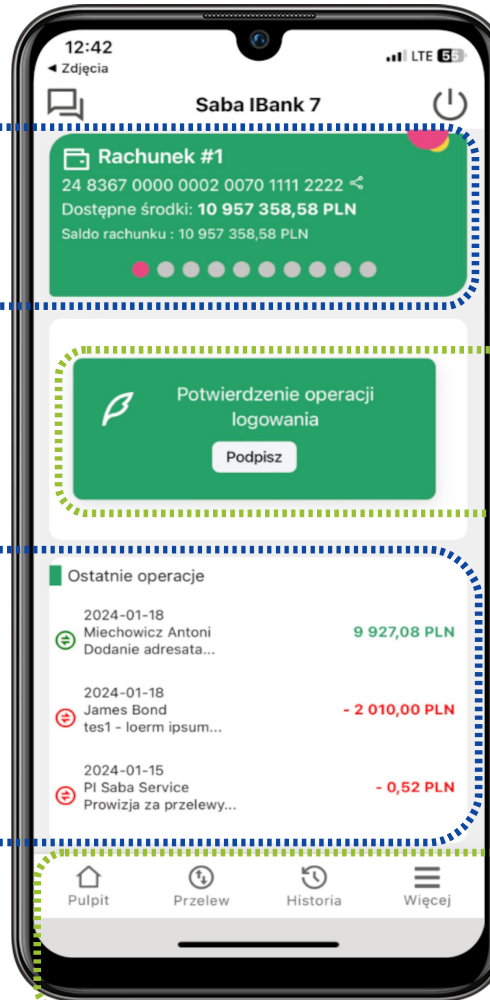 12:42
◄ Zdjęcia
LTE 55
Saba IBank 7
Rachunek #1
24 8367 0000 0002 0070 1111 2222
Dostępne środki: 10 957 358,58 PLN
Saldo rachunku : 10 957 358,58 PLN
Potwierdzenie operacji
logowania
Podpisz
Ostatnie operacje
2024-01-18
Miechowicz Antoni 9 927,08 PLN
Dodanie adresata...
2024-01-18
James Bond - 2 010,00 PLN
tes1 - loerm ipsum...
2024-01-15
PI Saba Service - 0,52 PLN
Prowizja za przelewy...
Pulpit Przelew Historia Więcej